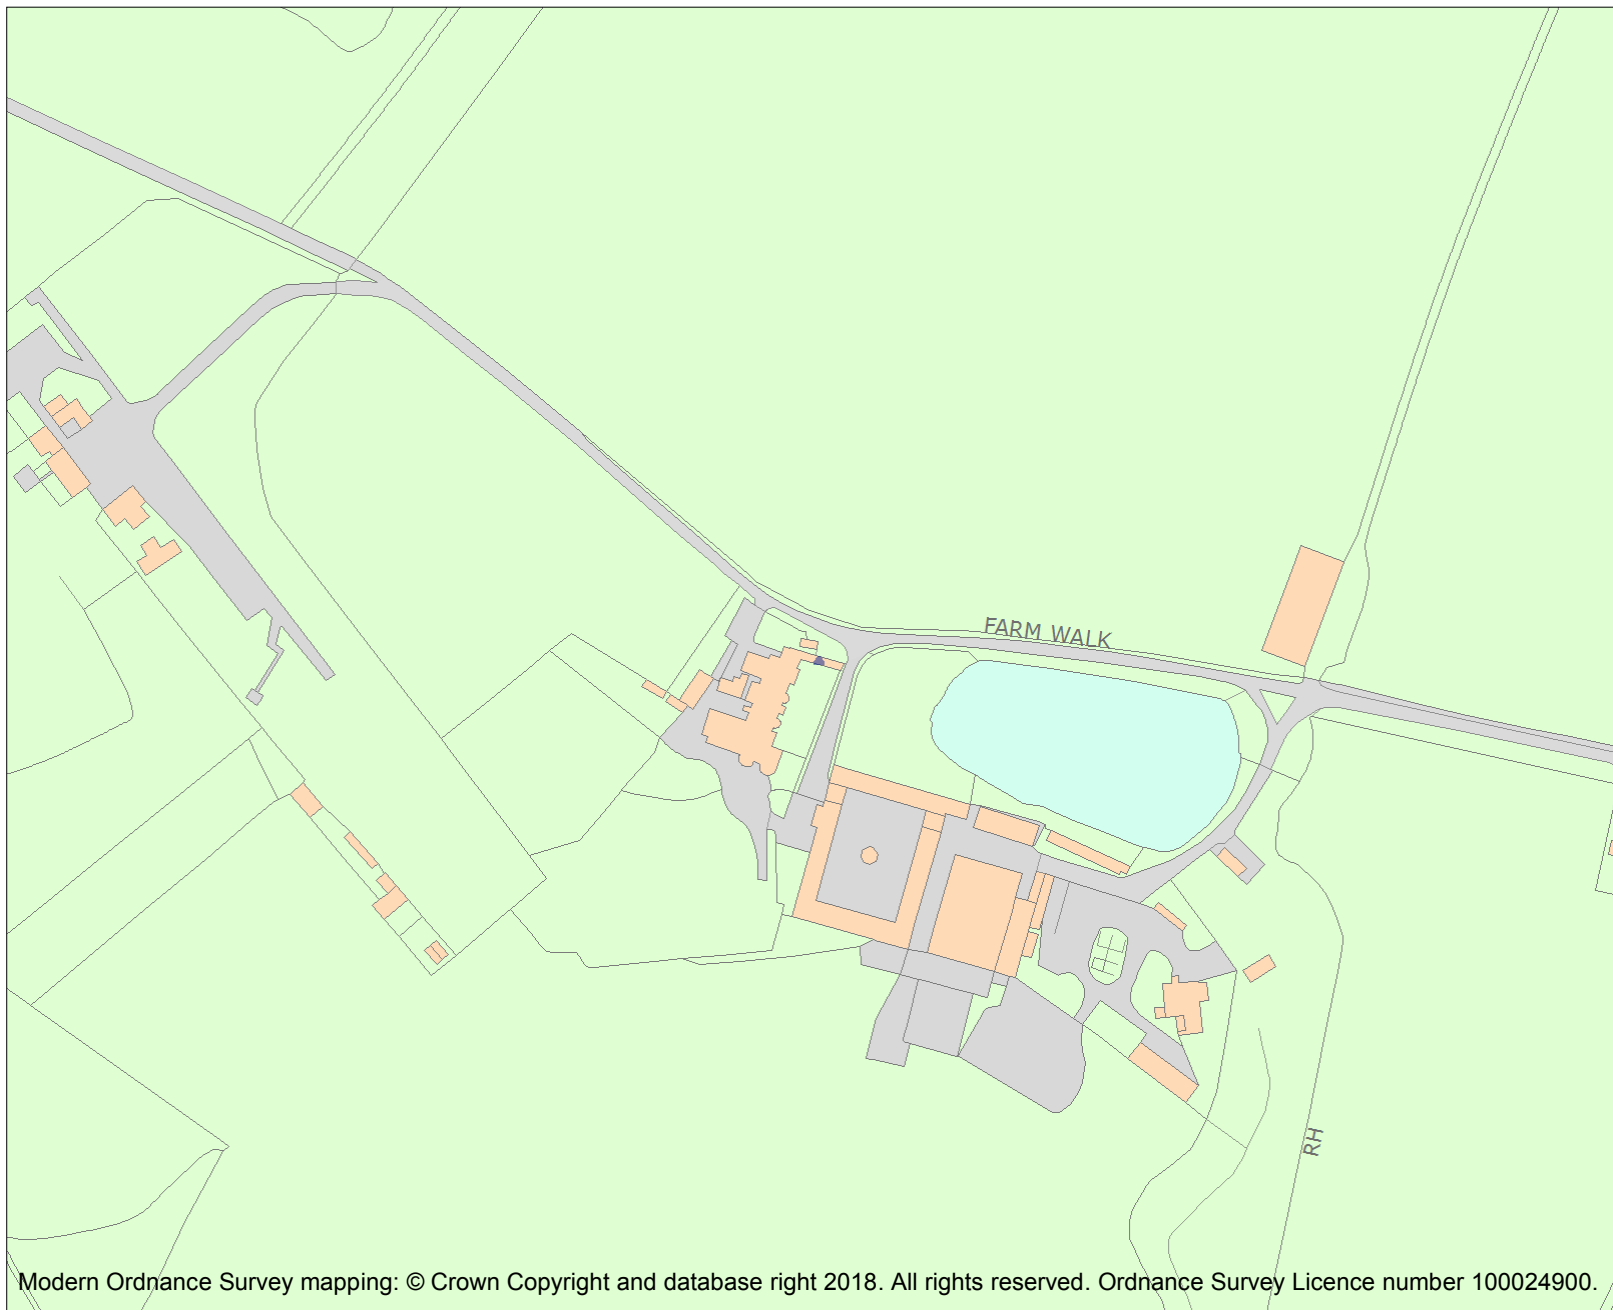 FARM WALK
RH
Modern Ordnance Survey mapping: © Crown Copyright and database right 2018. All rights reserved. Ordnance Survey Licence number 100024900.